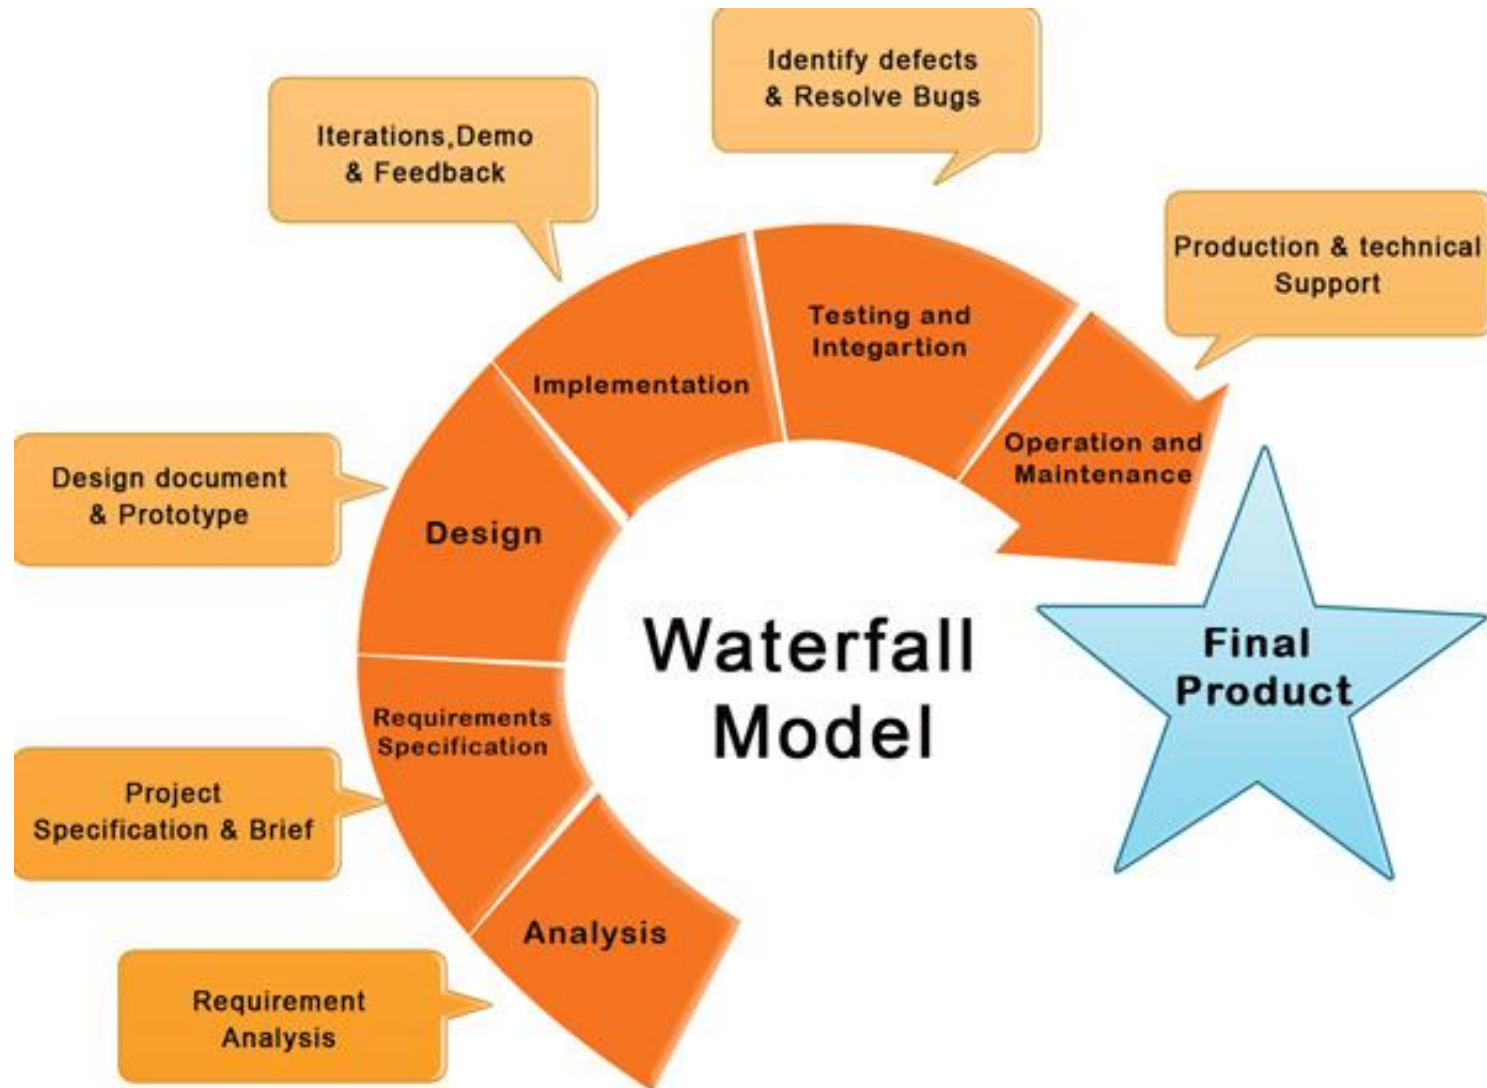 Identify defects
& Resolve Bugs
Iterations,Demo
& Feedback
Production & technical
Support
Testing and
Integartion
Implementation
Operation and
Maintenance
Design document
& Prototype
Design
Waterfall
Model
Final
Product
Requirements
Specification
Project
Specification & Brief
Analysis
Requirement
Analysis